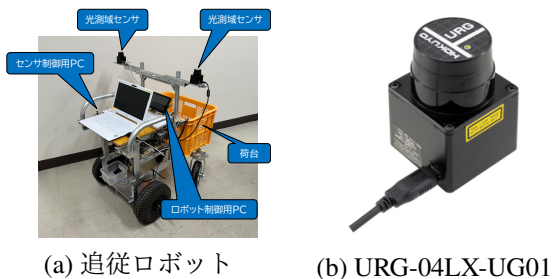 光測域センサ
光測域センサ
センサ制御用PC
荷台
ロボット制御用PC
URG
HOKUYO
(a) 追従ロボット
(b) URG-04LX-UG01